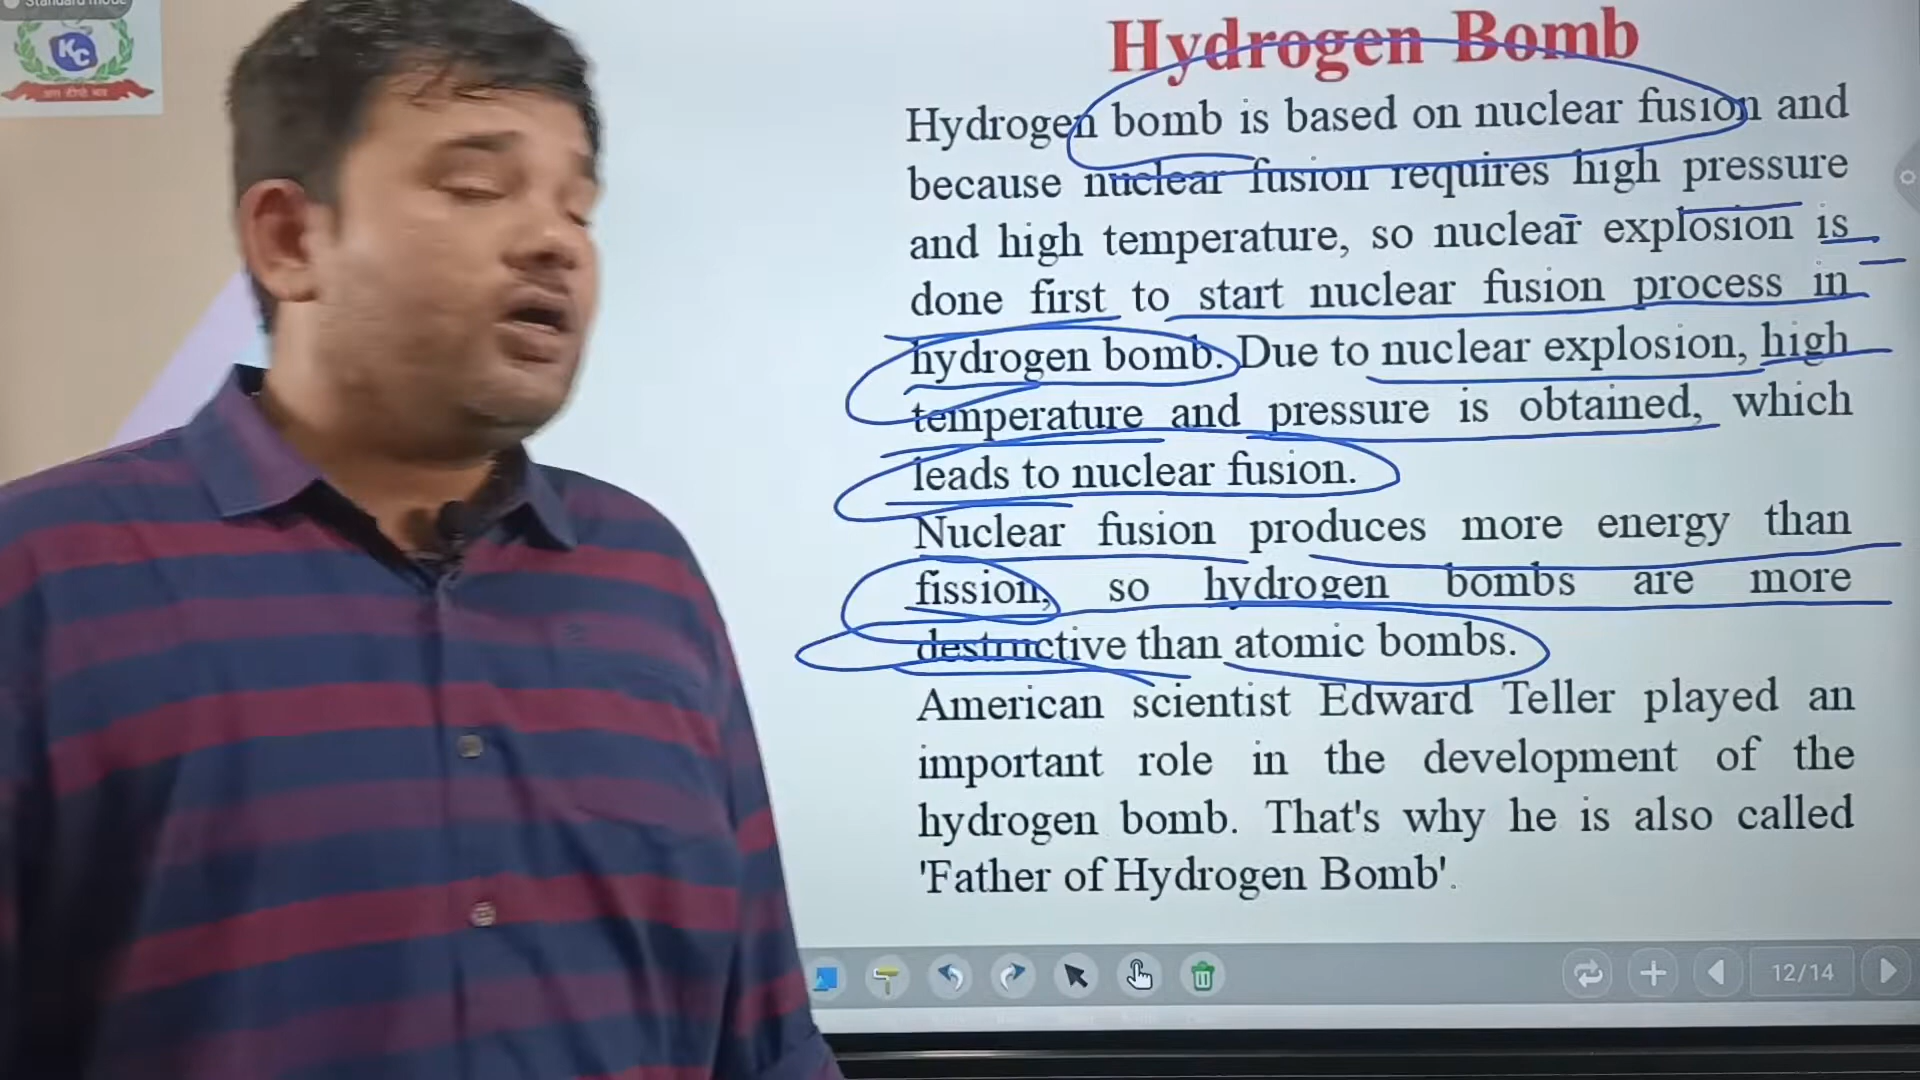 Standard mode
KC
Hydrogen Bomb
Hydrogen bomb is based on nuclear fusion and
because nuclear fusion requires high pressure
and high temperature, so nuclear explosion is
done first to start nuclear fusion process in
hydrogen bomb. Due to nuclear explosion, high
temperature and pressure is obtained, which
leads to nuclear fusion.
Nuclear fusion produces more energy than
fission, so hydrogen bombs are more
destructive than atomic bombs.
American scientist Edward Teller played an
important role in the development of the
hydrogen bomb. That's why he is also called
'Father of Hydrogen Bomb'.
12/14